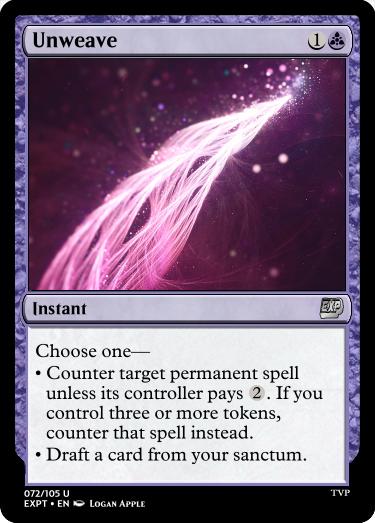 Unweave 1
EXP
Instant
Choose one—
• Counter target permanent spell
unless its controller pays 2. If you
control three or more tokens,
counter that spell instead.
• Draft a card from your sanctum.
072/105 U
EXPT • EN Logan Apple
TVP